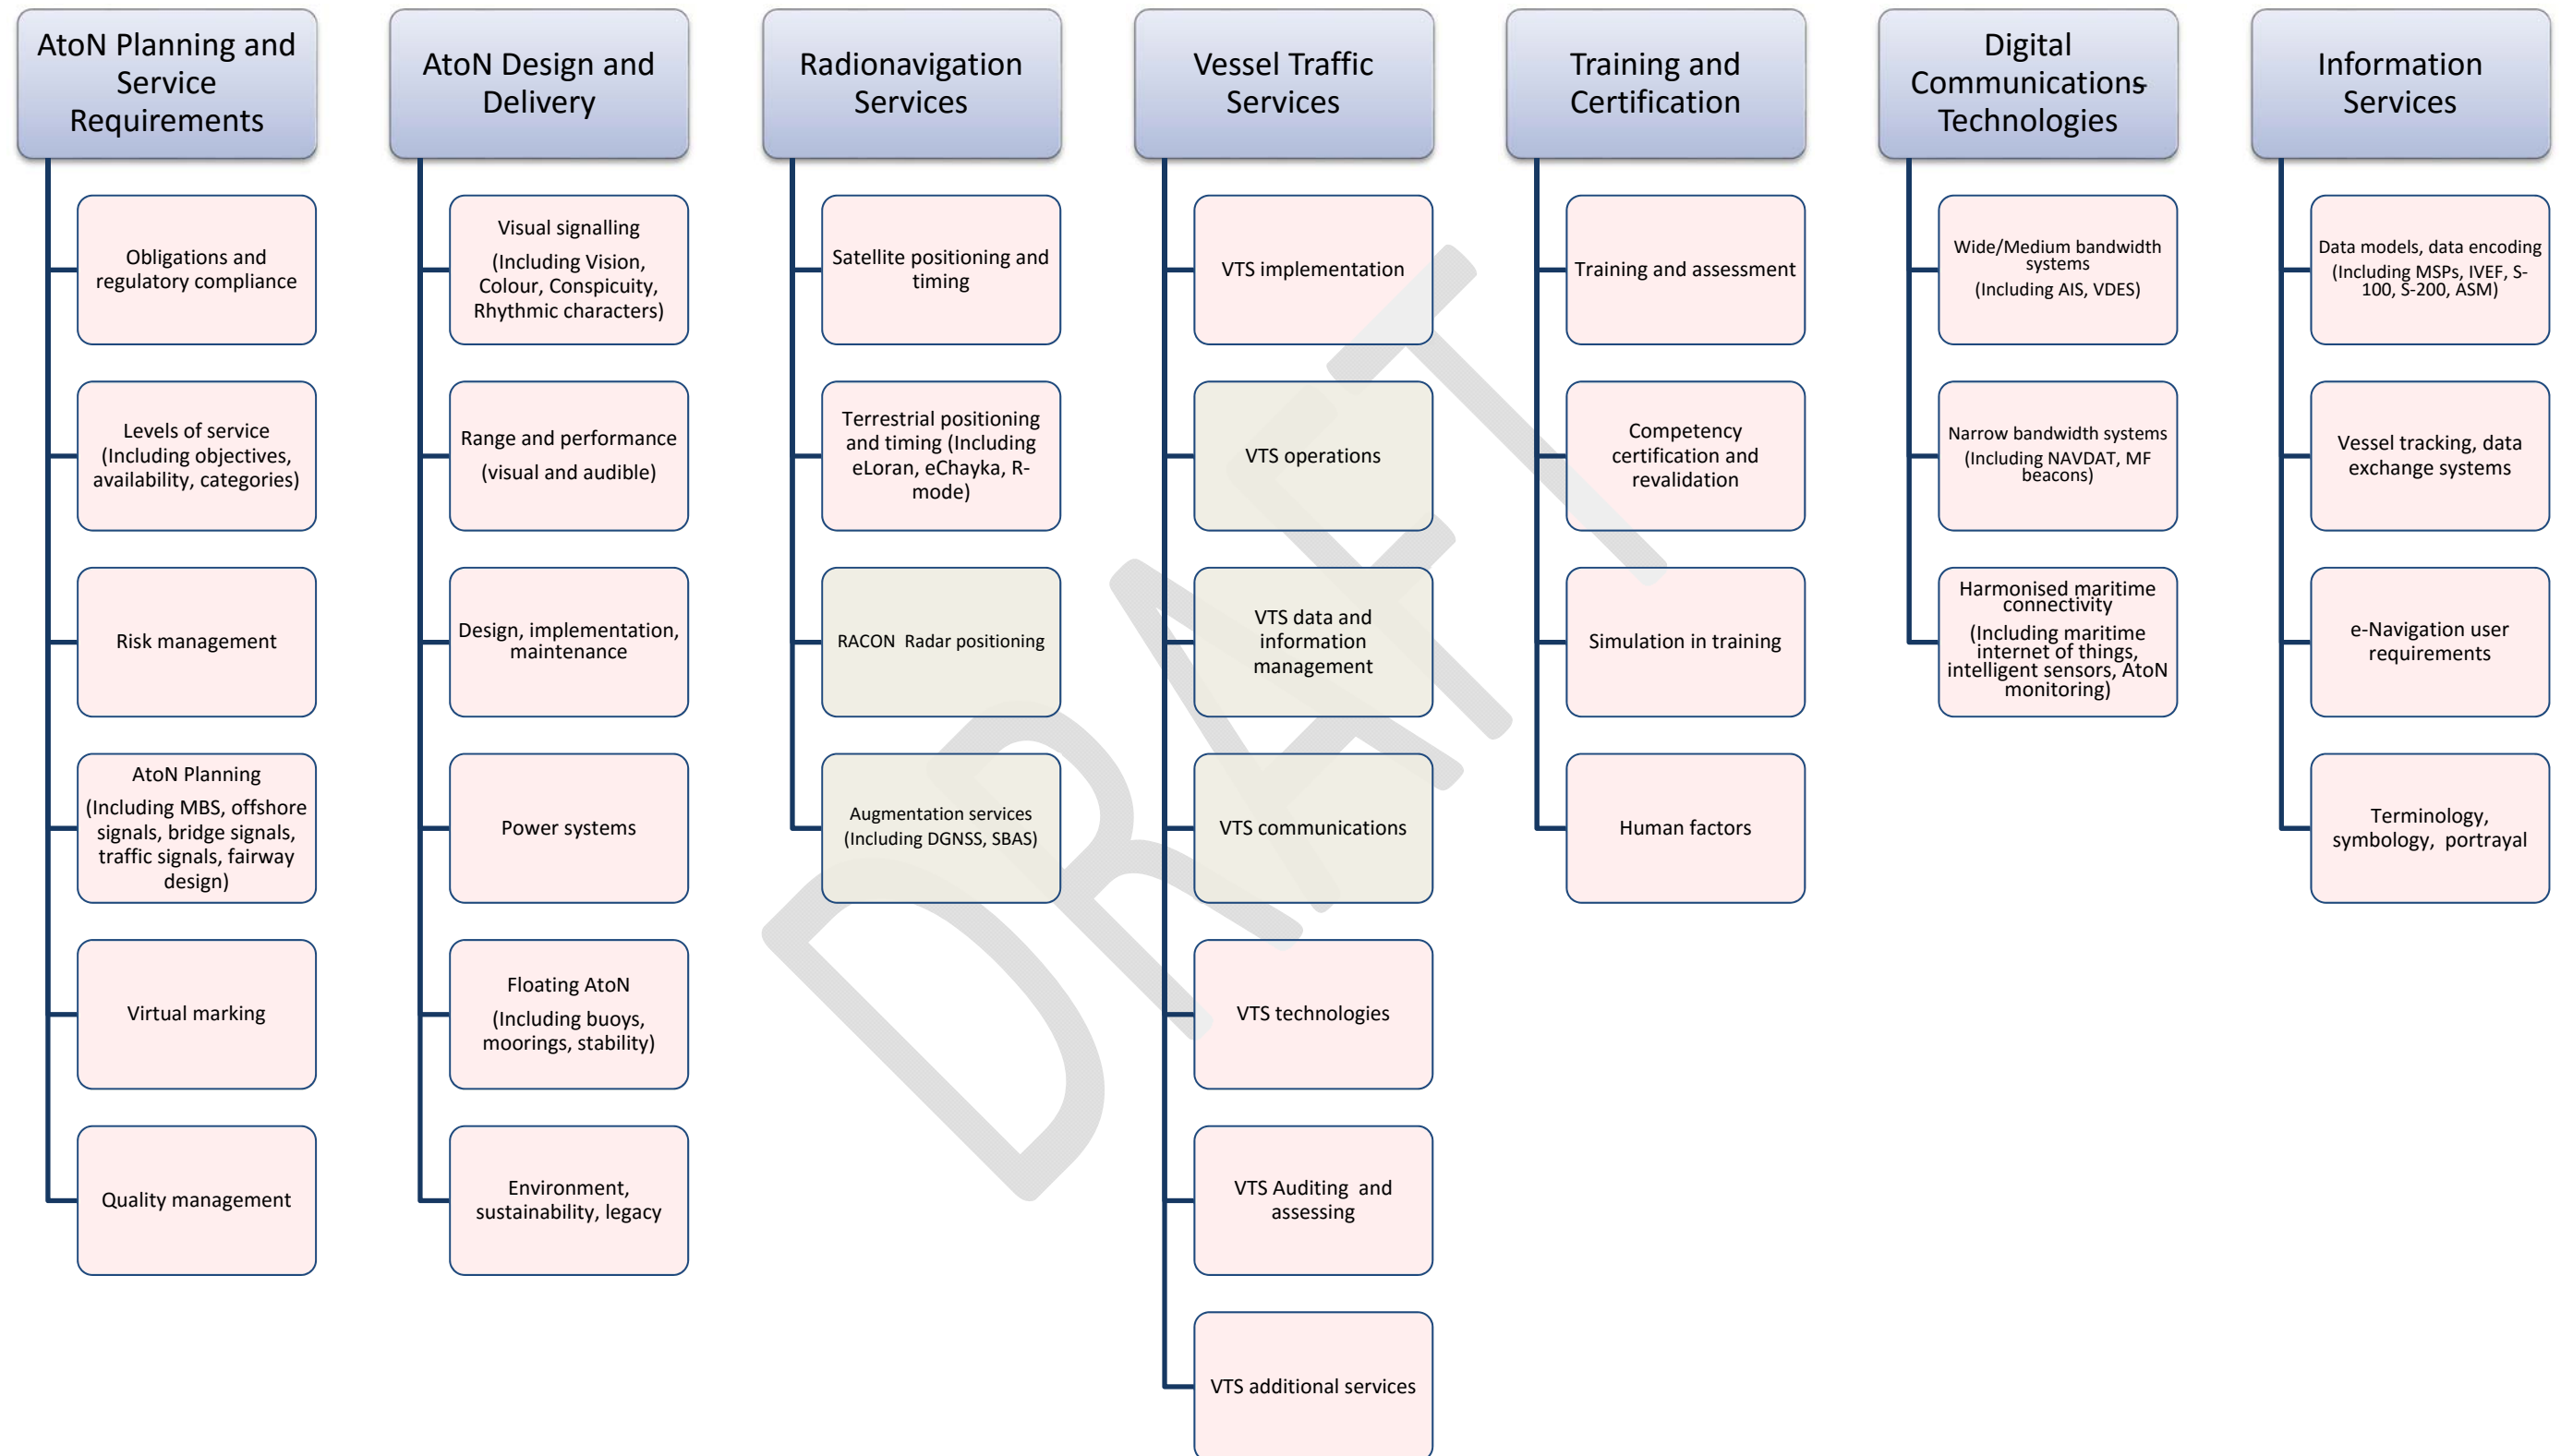 AtoN Planning and
Service
Requirements
Obligations and
regulatory compliance
Levels of service
(Including objectives,
availability, categories)
Risk management
AtoN Planning
(Including MBS, offshore
signals, bridge signals,
traffic signals, fairway
design)
Virtual marking
Quality management
AtoN Design and
Delivery
Visual signalling
(Including Vision,
Colour, Conspicuity,
Rhythmic characters)
Range and performance
(visual and audible)
Design, implementation,
maintenance
Power systems
Floating AtoN
(Including buoys,
moorings, stability)
Environment,
sustainability, legacy
Radionavigation
Services
Satellite positioning and
timing
Terrestrial positioning
and timing (Including
eLoran, eChayka, R-
mode)
RACON Radar positioning
Augmentation services
(Including DGNSS, SBAS)
Vessel Traffic
Services
VTS implementation
VTS operations
VTS data and
information
management
VTS communications
VTS technologies
VTS Auditing and
assessing
VTS additional services
Training and
Certification
Training and assessment
Competency
certification and
revalidation
Simulation in training
Human factors
Digital
Communications
Technologies
Wide/Medium bandwidth
systems
(Including AIS, VDES)
Narrow bandwidth systems
(Including NAVDAT, MF
beacons)
Harmonised maritime
connectivity
(Including maritime
internet of things,
intelligent sensors, AtoN
monitoring)
Information
Services
Data models, data encoding
(Including MSPs, IVEF, S-
100, S-200, ASM)
Vessel tracking, data
exchange systems
e-Navigation user
requirements
Terminology,
symbology, portrayal
DRAFT